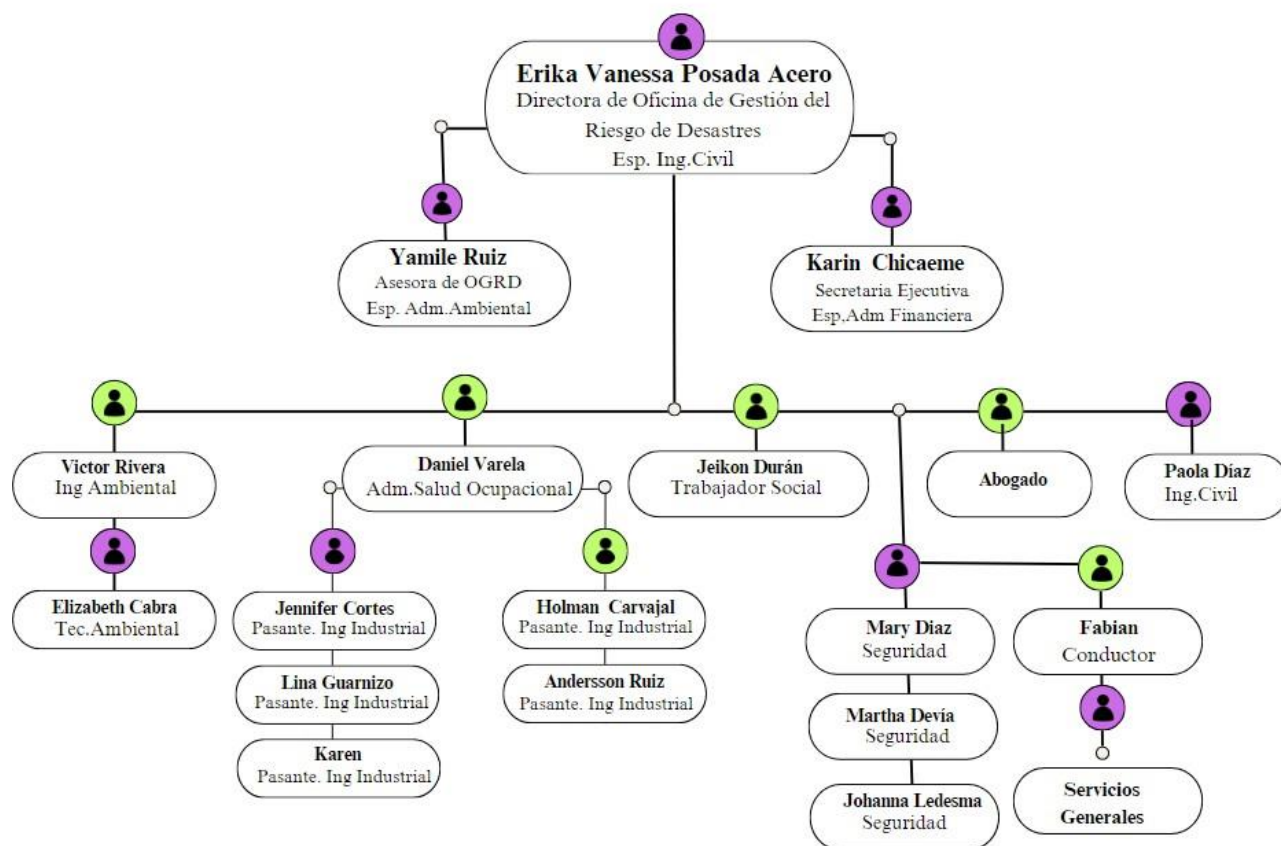 Erika Vanessa Posada Acero
Directora de Oficina de Gestión del
Riesgo de Desastres
Esp. Ing.Civil
Yamile Ruiz
Asesora de OGRD
Esp. Adm.Ambiental
Karin Chicaeme
Secretaria Ejecutiva
Esp,Adm Financiera
Victor Rivera
Ing Ambiental
Daniel Varela
Adm.Salud Ocupacional
Jeikon Durán
Trabajador Social
Abogado
Paola Díaz
Ing.Civil
Elizabeth Cabra
Tec.Ambiental
Jennifer Cortes
Pasante. Ing Industrial
Lina Guarnizo
Pasante. Ing Industrial
Karen
Pasante. Ing Industrial
Holman Carvajal
Pasante. Ing Industrial
Andersson Ruiz
Pasante. Ing Industrial
Mary Diaz
Seguridad
Martha Devía
Seguridad
Johanna Ledesma
Seguridad
Fabian
Conductor
Servicios
Generales